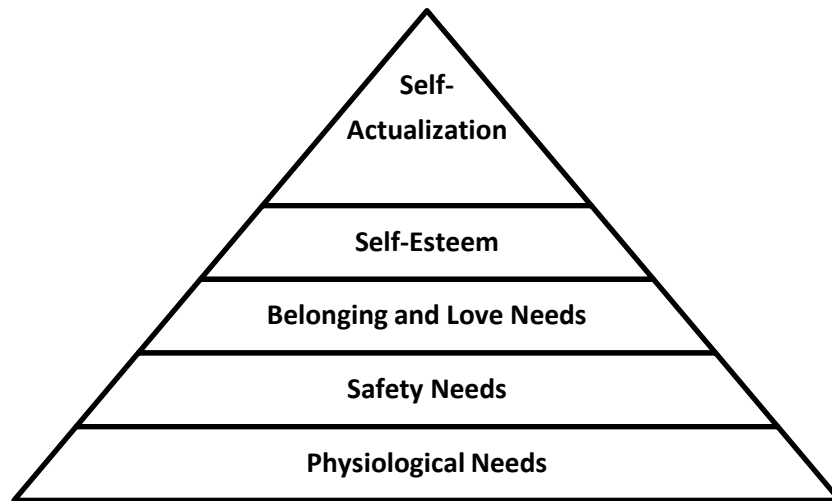 Self-
Actualization
Self-Esteem
Belonging and Love Needs
Safety Needs
Physiological Needs